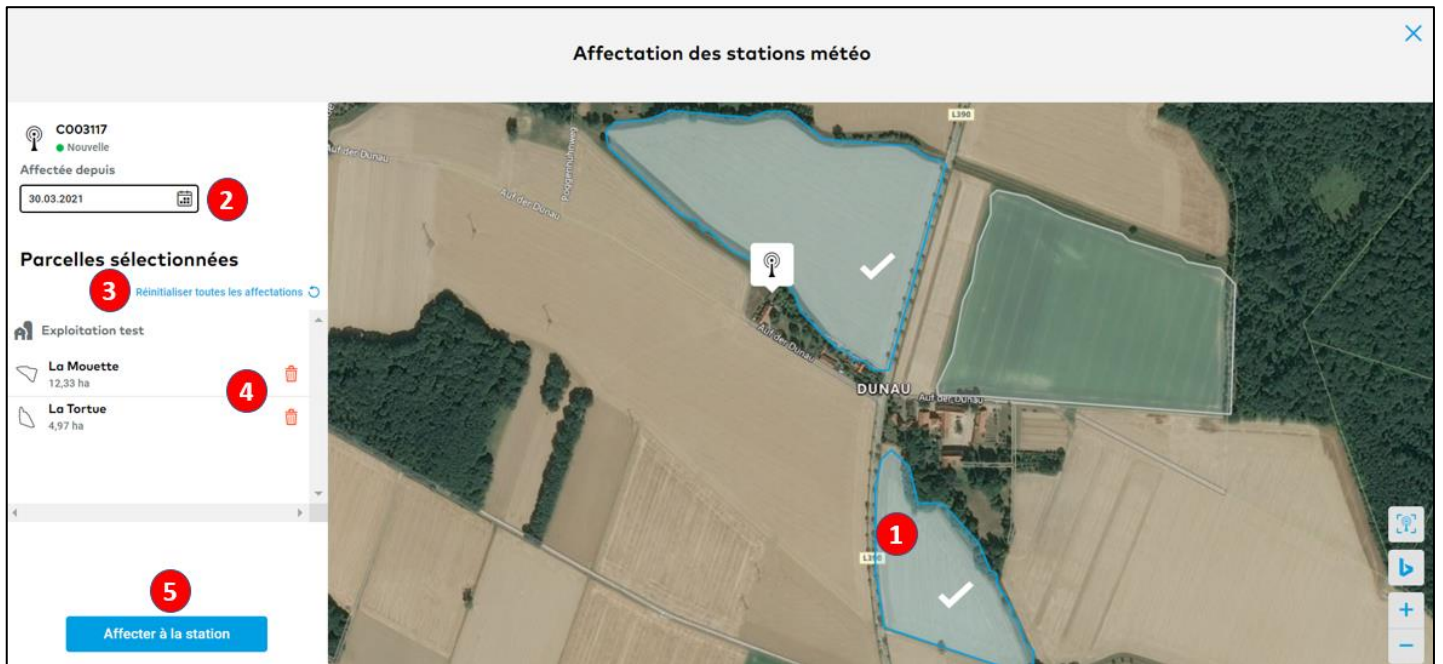 Affectation des stations météo
C003117
Nouvelle
Affectée depuis
30.03.2021
2
Parcelles sélectionnées
3
Réinitialiser toutes les affectations
Exploitation test
La Mouette
12,33 ha
4
La Tortue
4,97 ha
5
Affecter à la station
L390
Auf der Dunau
Poggenhuhnweg
Auf der Dunau
Auf der Dunau
DUNAU
Auf der Dunau
1
L390